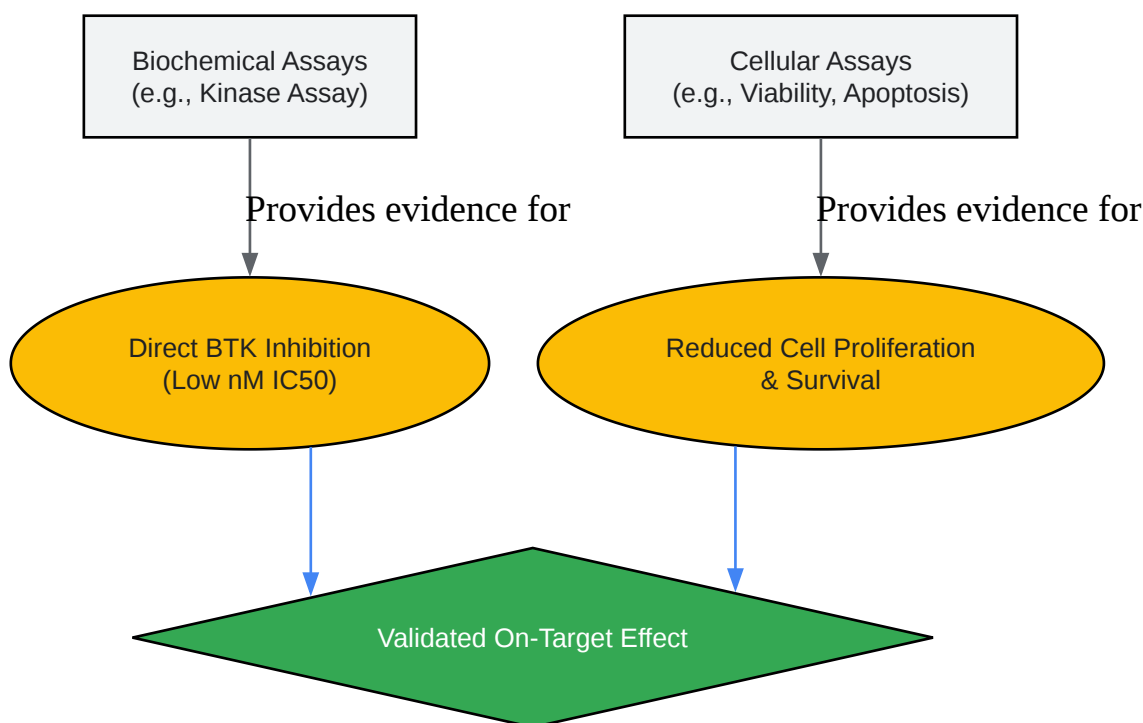 Biochemical Assays
(e.g., Kinase Assay)
Cellular Assays
(e.g., Viability, Apoptosis)
Provides evidence for
Provides evidence for
Direct BTK Inhibition
(Low nM IC50)
Reduced Cell Proliferation
& Survival
Validated On-Target Effect